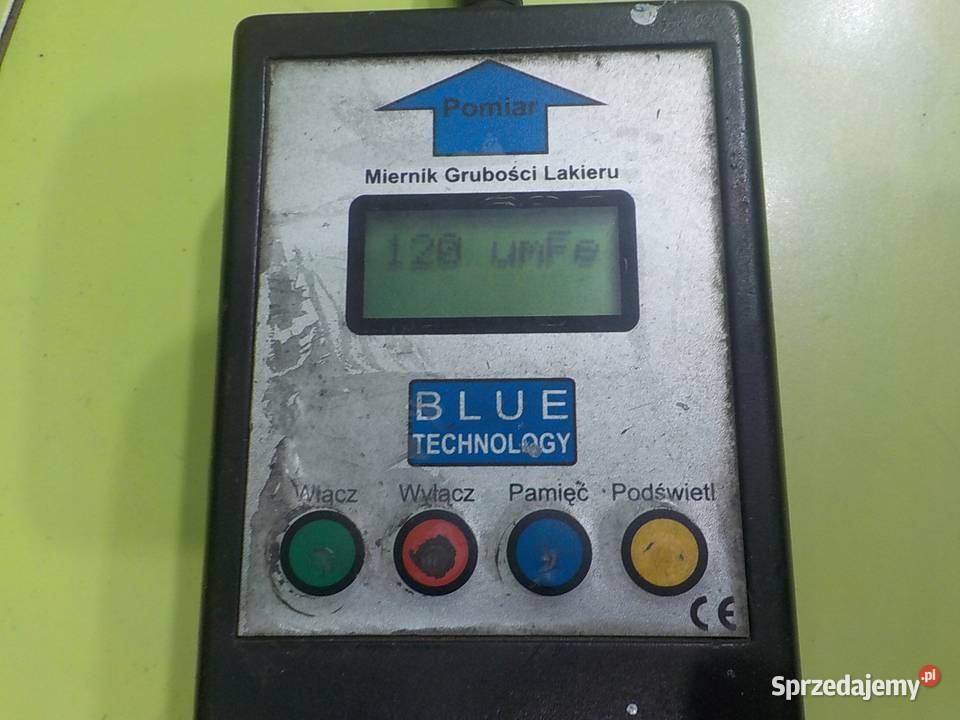 Pomiar
Miernik Grubości Lakieru
120 umFe
BLUE
TECHNOLOGY
Włącz Wyłącz Pamięć Podświetl
CE
Sprzedajemy.pl